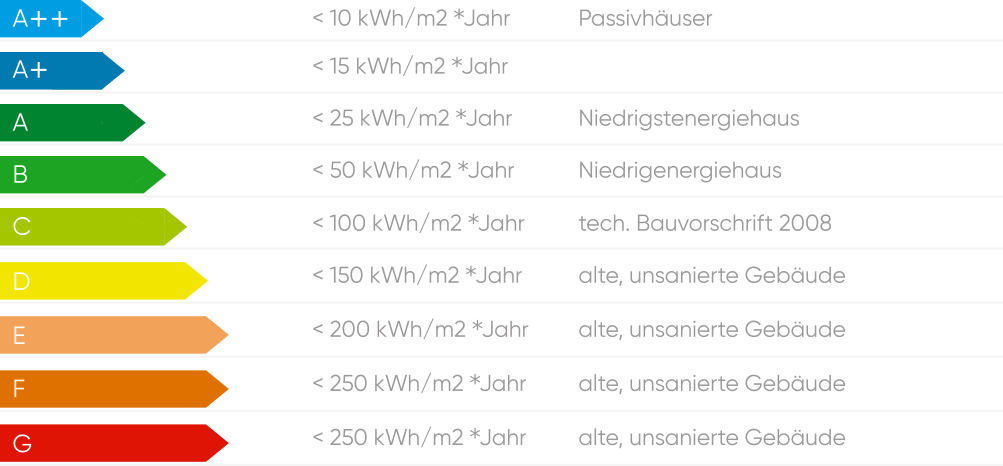 A++ < 10 kWh/m2 *Jahr Passivhäuser
A+ < 15 kWh/m2 *Jahr
A < 25 kWh/m2 *Jahr Niedrigstenergiehaus
B < 50 kWh/m2 *Jahr Niedrigenergiehaus
C < 100 kWh/m2 *Jahr tech. Bauvorschrift 2008
D < 150 kWh/m2 *Jahr alte, unsanierte Gebäude
E < 200 kWh/m2 *Jahr alte, unsanierte Gebäude
F < 250 kWh/m2 *Jahr alte, unsanierte Gebäude
G < 250 kWh/m2 *Jahr alte, unsanierte Gebäude